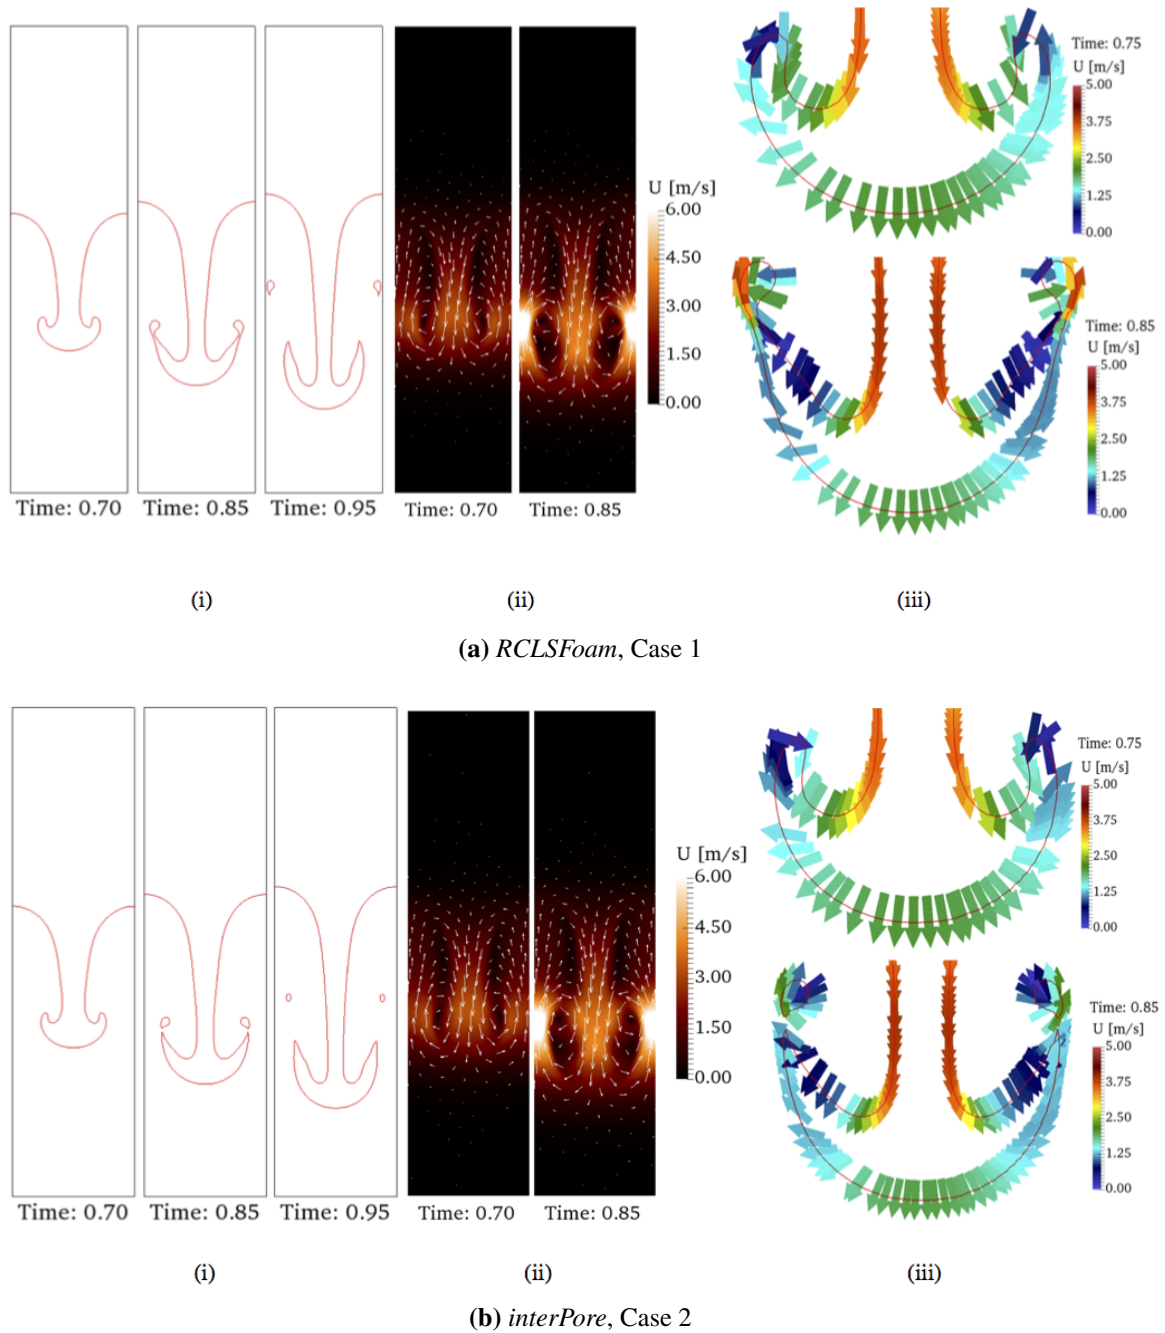 Time: 0.70
Time: 0.85
Time: 0.95
Time: 0.70
Time: 0.85
U [m/s]
6.00
4.50
3.00
1.50
0.00
Time: 0.75
U [m/s]
5.00
3.75
2.50
1.25
0.00
Time: 0.85
U [m/s]
5.00
3.75
2.50
1.25
0.00
(i)
(ii)
(iii)
(a) RCLSFoam, Case 1
Time: 0.70
Time: 0.85
Time: 0.95
Time: 0.70
Time: 0.85
U [m/s]
6.00
4.50
3.00
1.50
0.00
Time: 0.75
U [m/s]
5.00
3.75
2.50
1.25
0.00
Time: 0.85
U [m/s]
5.00
3.75
2.50
1.25
0.00
(i)
(ii)
(iii)
(b) interPore, Case 2